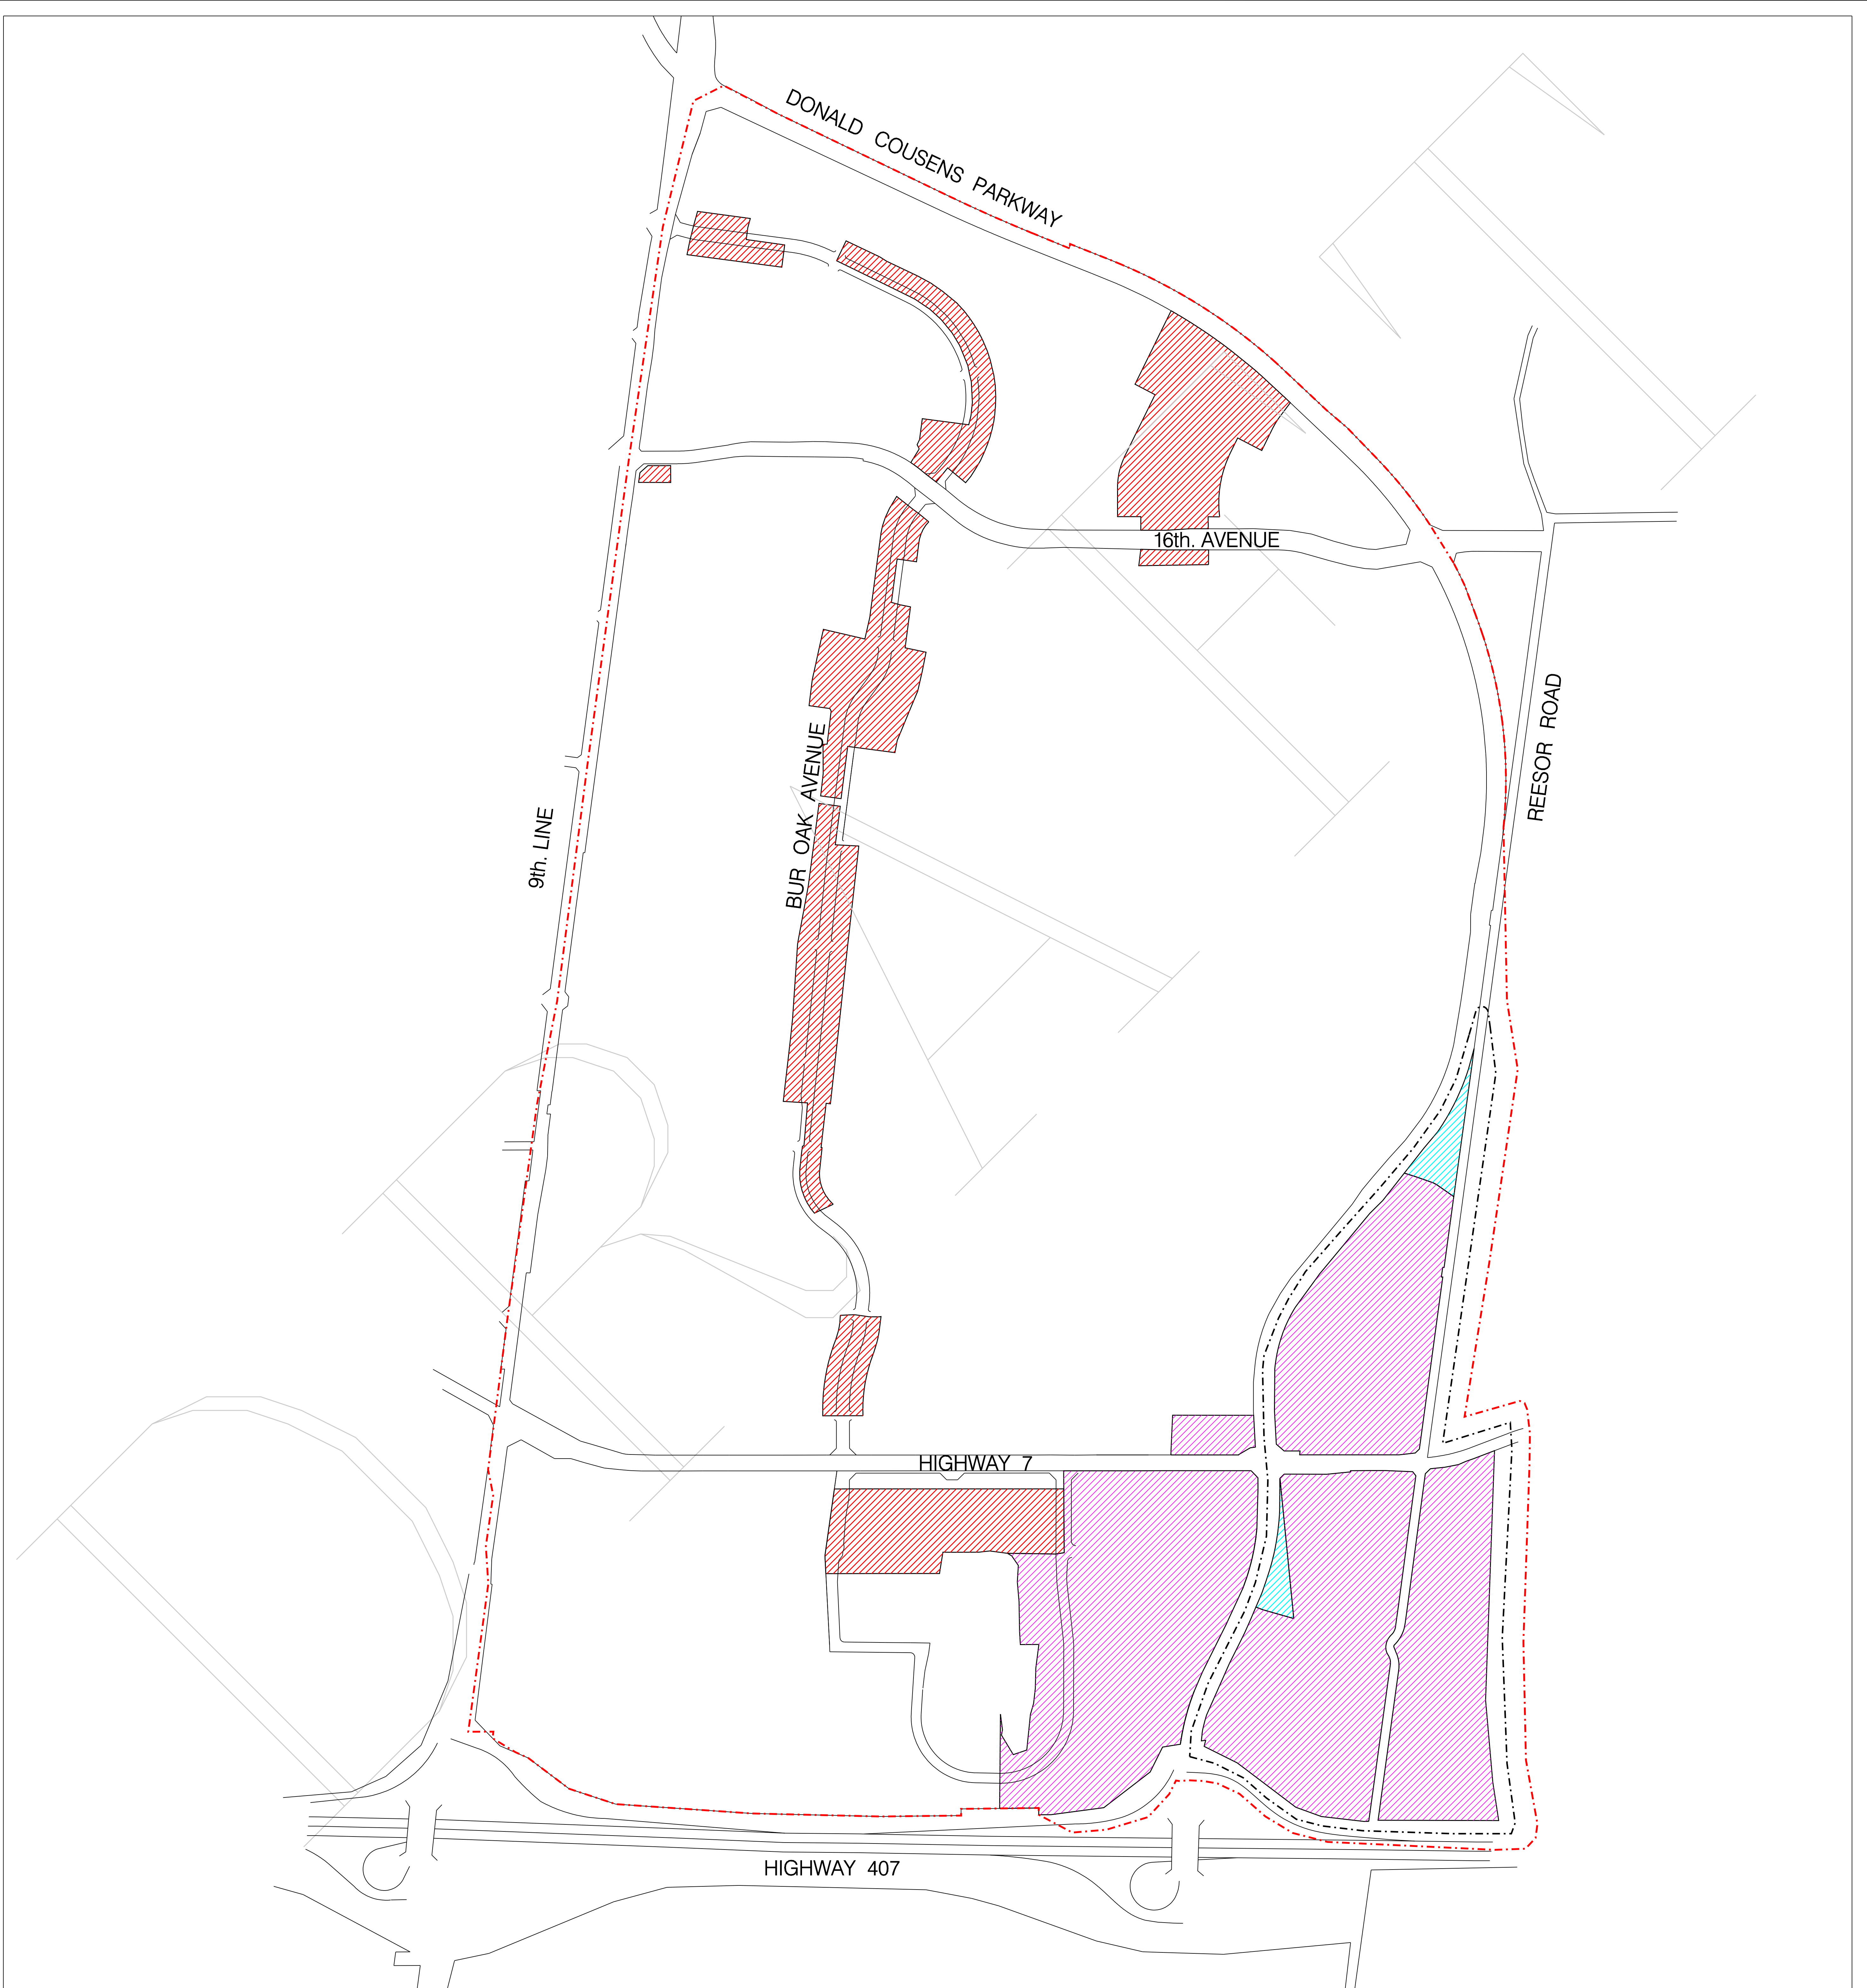 DONALD COUSENS PARKWAY
16th. AVENUE
REESOR ROAD
BUR OAK AVENUE
9th. LINE
HIGHWAY 7
HIGHWAY 407